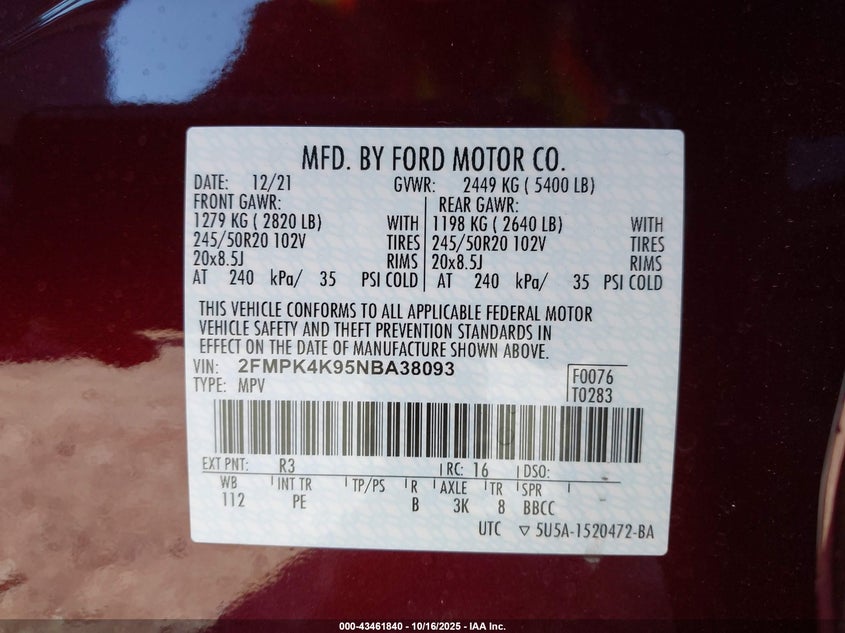 MFD. BY FORD MOTOR CO.
DATE: 12/21 GVWR: 2449 KG ( 5400 LB)
FRONT GAWR: REAR GAWR:
1279 KG ( 2820 LB) WITH 1198 KG ( 2640 LB) WITH
245/50R20 102V TIRES 245/50R20 102V TIRES
20x8.5J RIMS 20x8.5J RIMS
AT 240 kPa/ 35 PSI COLD AT 240 kPa/ 35 PSI COLD
THIS VEHICLE CONFORMS TO ALL APPLICABLE FEDERAL MOTOR
VEHICLE SAFETY AND THEFT PREVENTION STANDARDS IN
EFFECT ON THE DATE OF MANUFACTURE SHOWN ABOVE.
VIN: 2FMPK4K95NBA38093
TYPE: MPV
F0076
T0283
EXT PNT: R3 RC: 16 DSO:
WB INT TR TP/PS R AXLE TR SPR
112 PE B 3K 8 BBCC
UTC ▽ 5U5A-1520472-BA
000-43461840 - 10/16/2025 - IAA Inc.